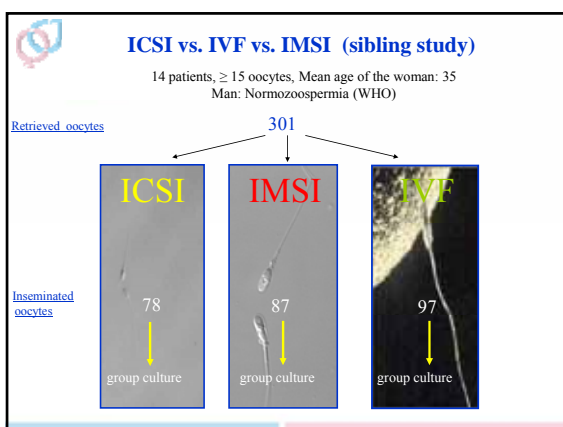 ICSI vs. IVF vs. IMSI (sibling study)
14 patients, ≥ 15 oocytes, Mean age of the woman: 35
Man: Normozoospermia (WHO)
Retrieved oocytes
301
ICSI
IMSI
IVF
Inseminated
oocytes
78
87
97
group culture
group culture
group culture